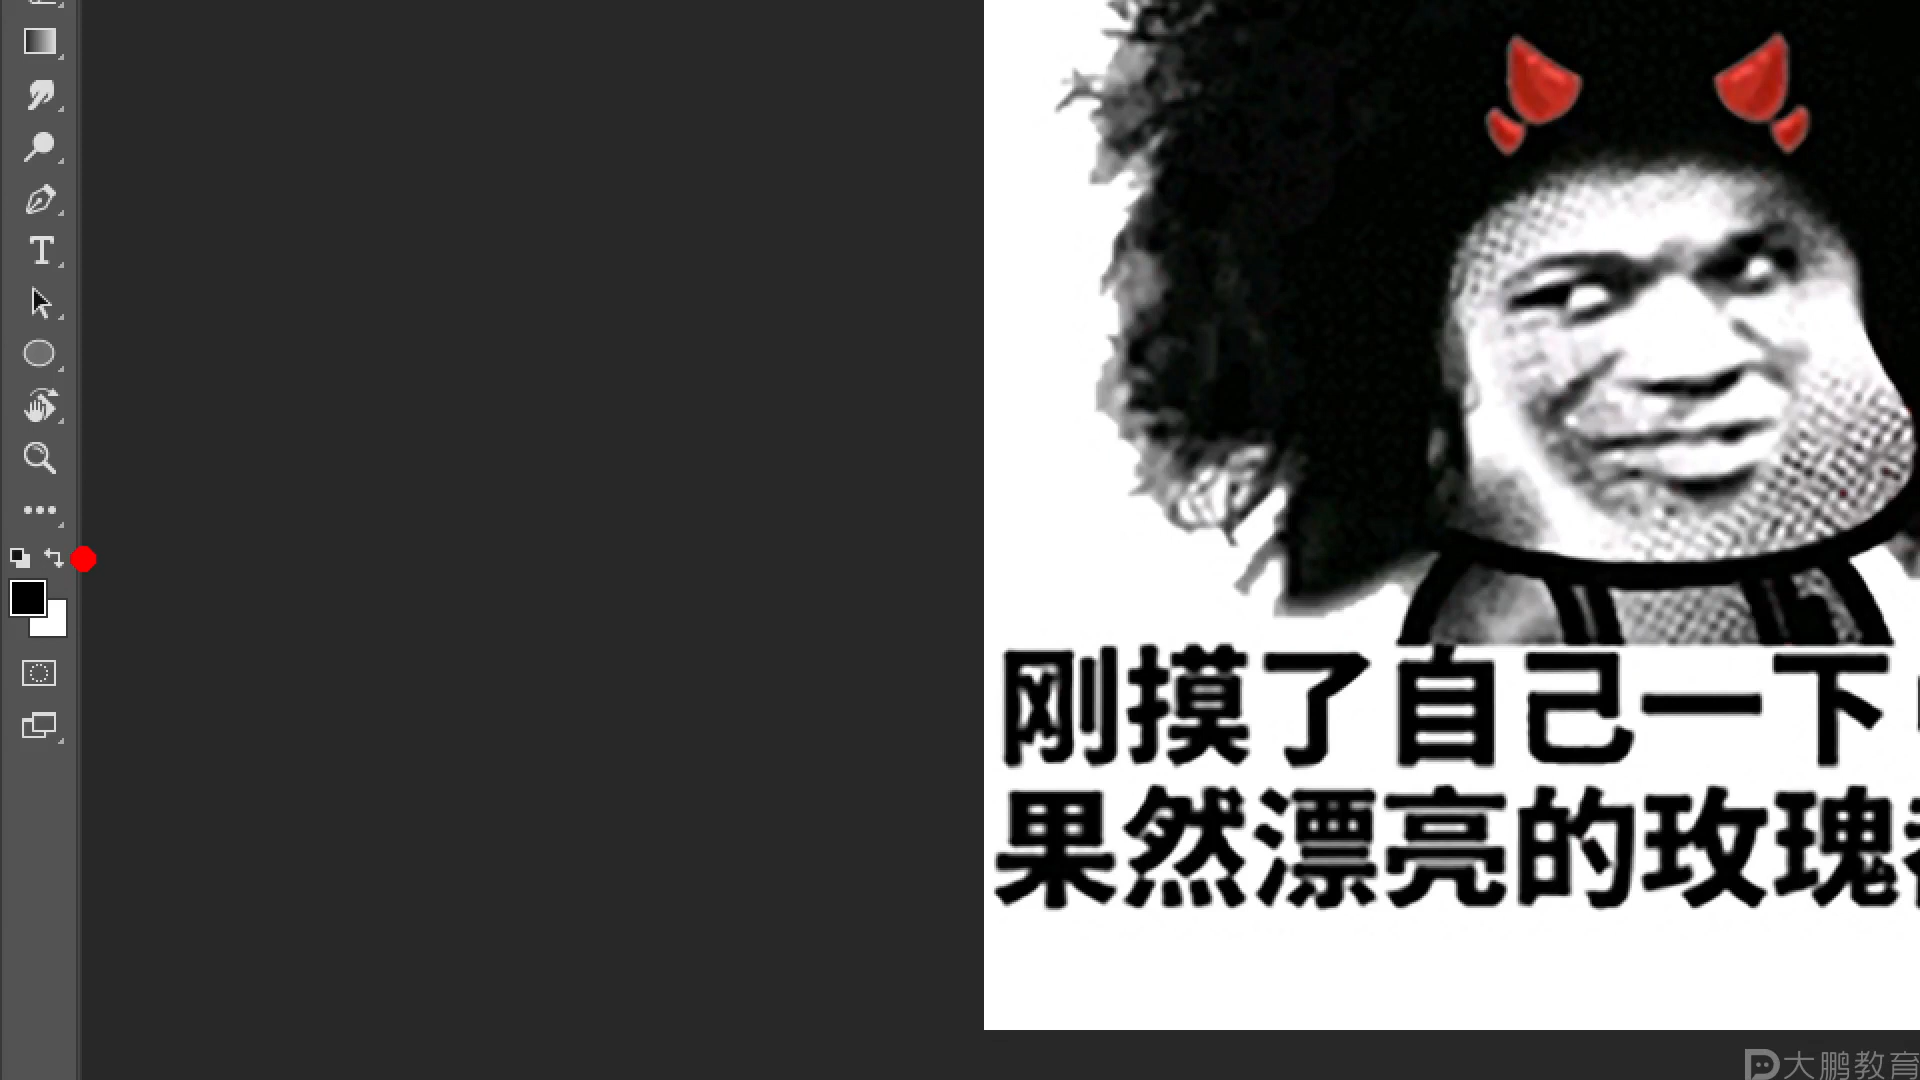 刚摸了自己一下
果然漂亮的玫瑰
大鹏教育